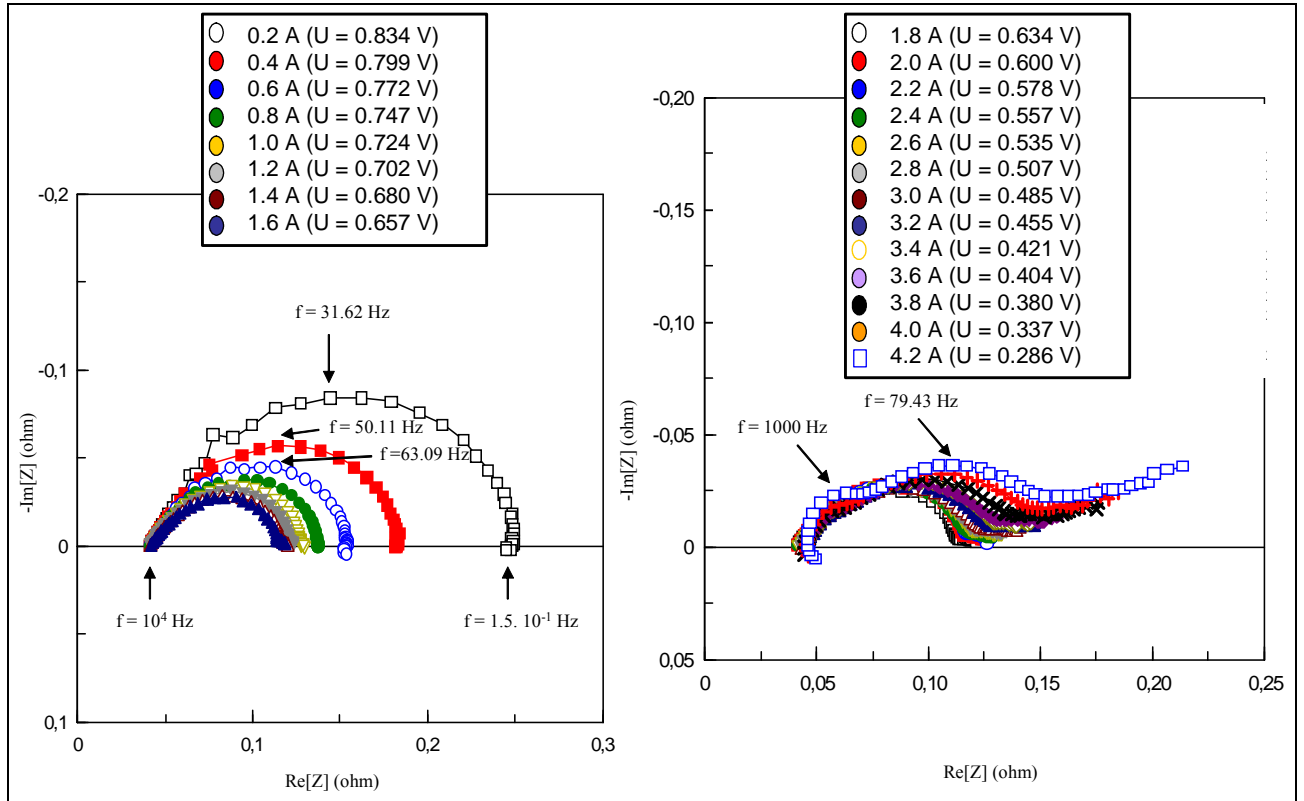 0.2 A (U = 0.834 V)
0.4 A (U = 0.799 V)
0.6 A (U = 0.772 V)
0.8 A (U = 0.747 V)
1.0 A (U = 0.724 V)
1.2 A (U = 0.702 V)
1.4 A (U = 0.680 V)
1.6 A (U = 0.657 V)
-0,2
-0,1
0
0,1
-Im[Z] (ohm)
f = 31.62 Hz
f = 50.11 Hz
f =63.09 Hz
f = 10⁴ Hz
f = 1.5. 10⁻¹ Hz
0
0,1
0,2
0,3
Re[Z] (ohm)
1.8 A (U = 0.634 V)
2.0 A (U = 0.600 V)
2.2 A (U = 0.578 V)
2.4 A (U = 0.557 V)
2.6 A (U = 0.535 V)
2.8 A (U = 0.507 V)
3.0 A (U = 0.485 V)
3.2 A (U = 0.455 V)
3.4 A (U = 0.421 V)
3.6 A (U = 0.404 V)
3.8 A (U = 0.380 V)
4.0 A (U = 0.337 V)
4.2 A (U = 0.286 V)
-0,20
-0,15
-0,10
-0,05
0
0,05
-Im[Z] (ohm)
f = 79.43 Hz
f = 1000 Hz
0
0,05
0,10
0,15
0,20
0,25
Re[Z] (ohm)